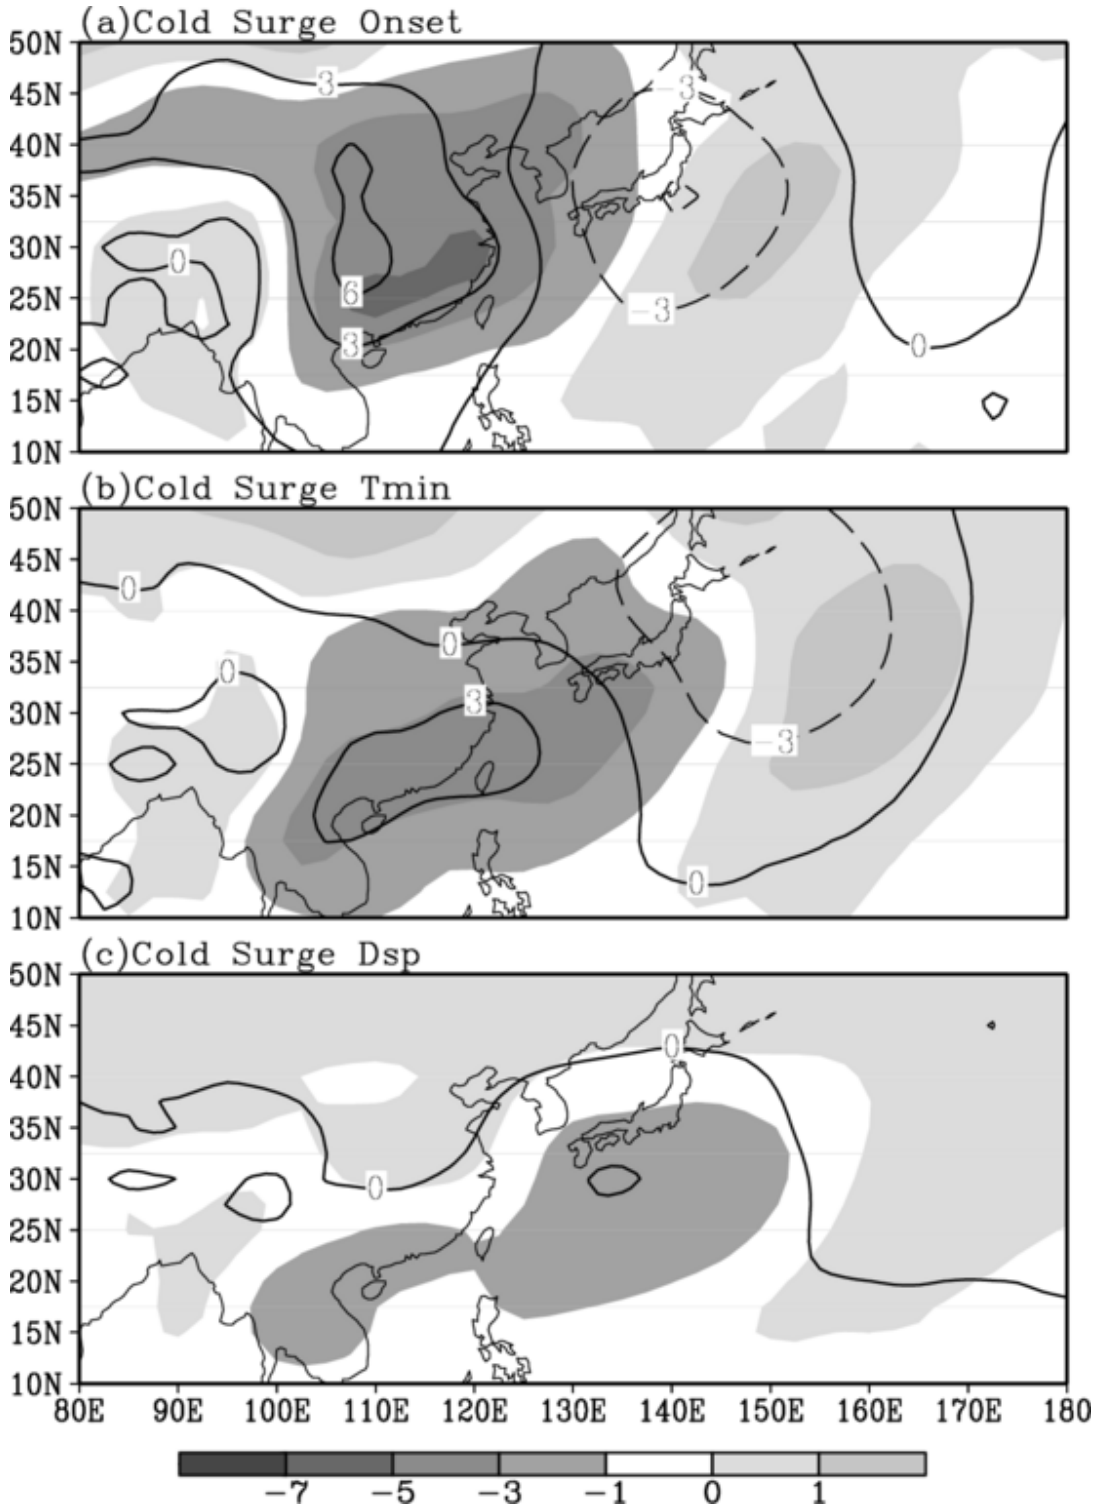 (a)Cold Surge Onset
50N
45N
40N
35N
30N
25N
20N
15N
10N
3
-3
0
6
-3
3
0
(b)Cold Surge Tmin
50N
45N
40N
35N
30N
25N
20N
15N
10N
0
0
0
3
-3
0
(c)Cold Surge Dsp
50N
45N
40N
35N
30N
25N
20N
15N
10N
0
0
80E 90E 100E 110E 120E 130E 140E 150E 160E 170E 180
-7 -5 -3 -1 0 1